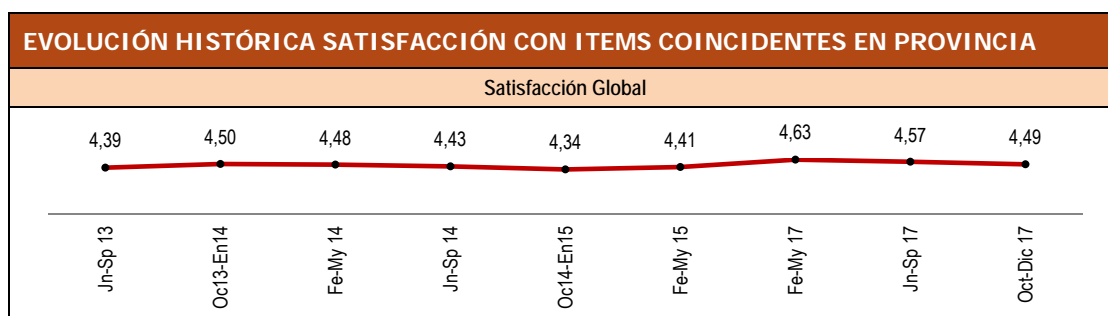 EVOLUCIÓN HISTÓRICA SATISFACCIÓN CON ITEMS COINCIDENTES EN PROVINCIA
Satisfacción Global
4,39 4,50 4,48 4,43 4,34 4,41 4,63 4,57 4,49
Jn-Sp 13
Oc13-En14
Fe-My 14
Jn-Sp 14
Oc14-En15
Fe-My 15
Fe-My 17
Jn-Sp 17
Oct-Dic 17